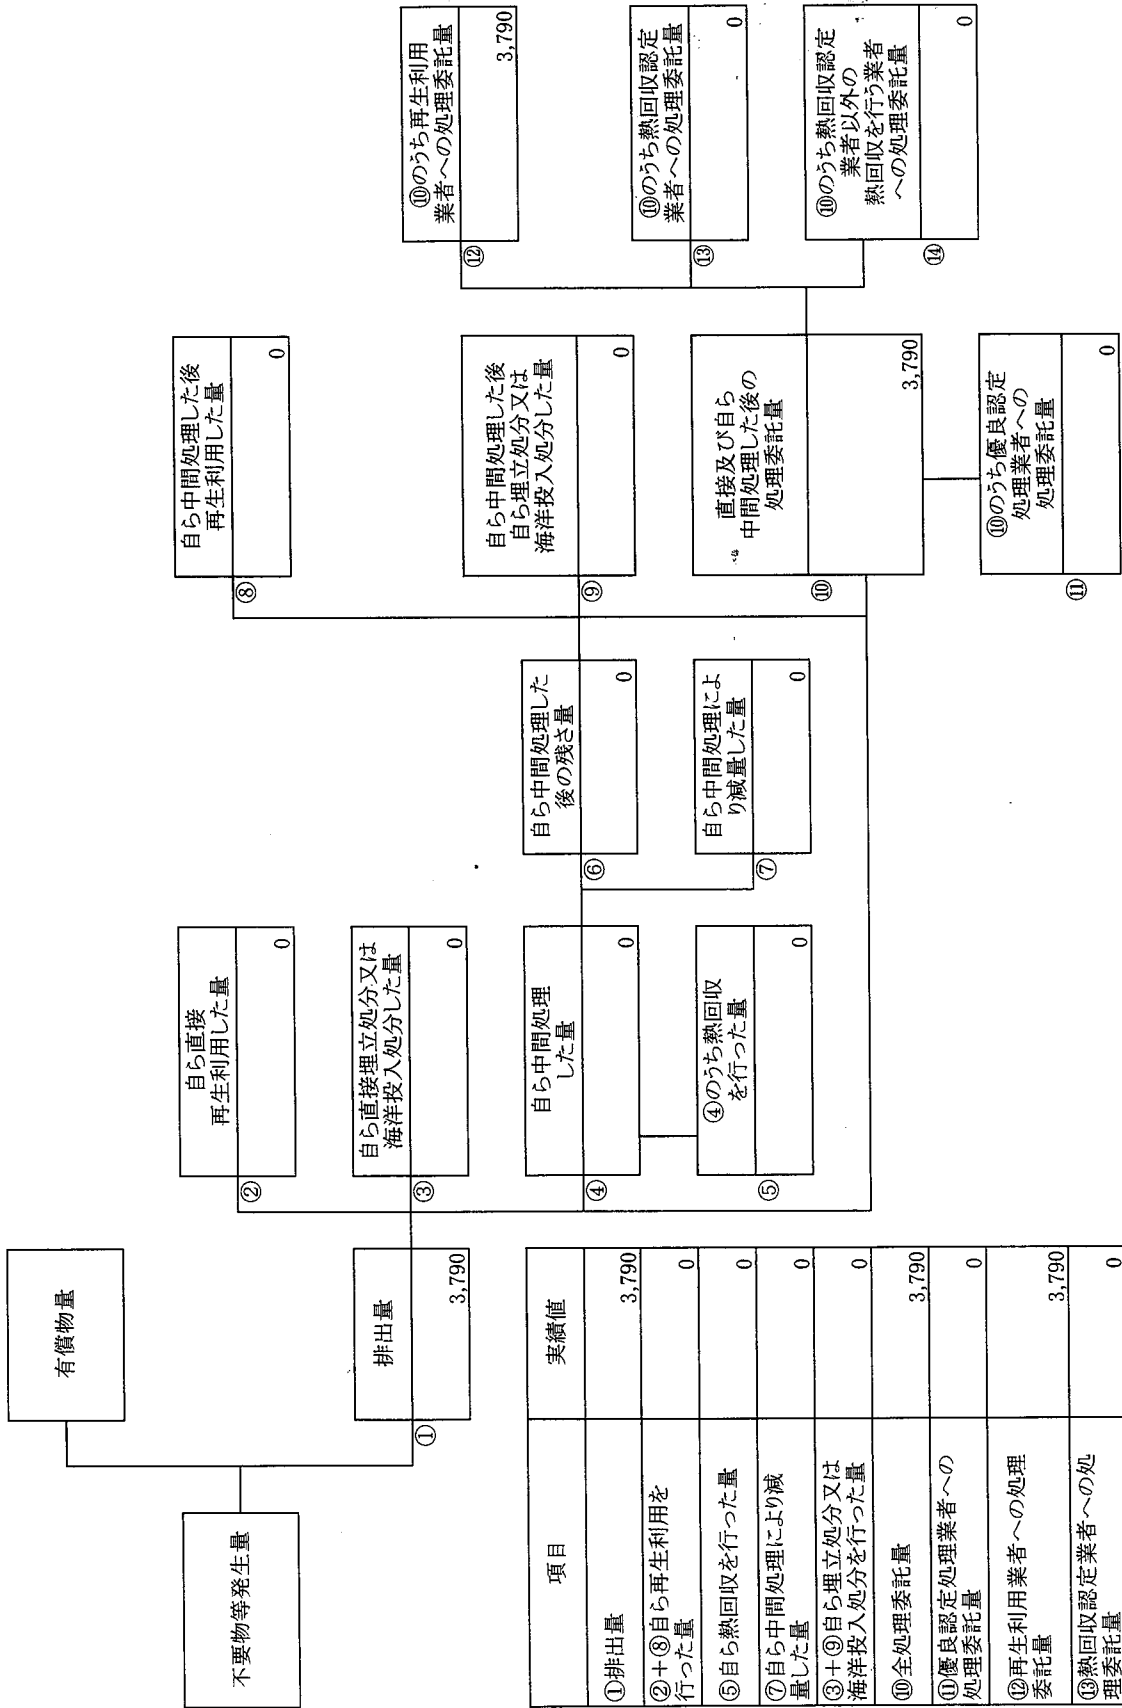 不要物等発生量
有償物量
排出量
①
3,790
自ら直接
再生利用した量
②
0
自ら直接埋立処分又は
海洋投入処分した量
③
0
自ら中間処理
した量
④
0
④のうち熱回収
を行った量
⑤
0
自ら中間処理した
後の残さ量
⑥
0
自ら中間処理によ
り減量した量
⑦
0
自ら中間処理した後
再生利用した量
⑧
0
自ら中間処理した後
自ら埋立処分又は
海洋投入処分した量
⑨
0
直接及び自ら
中間処理した後の
処理委託量
⑩
3,790
⑩のうち優良認定
処理業者への
処理委託量
⑪
0
⑩のうち再生利用
業者への処理委託量
⑫
3,790
⑩のうち熱回収認定
業者への処理委託量
⑬
0
⑩のうち熱回収認定
業者以外の
熱回収を行う業者
への処理委託量
⑭
0
項目 実績値
①排出量 3,790
②+⑧自ら再生利用を
行った量 0
⑤自ら熱回収を行った量 0
⑦自ら中間処理により減
量した量 0
③+⑨自ら埋立処分又は
海洋投入処分を行った量 0
⑩全処理委託量 3,790
⑪優良認定処理業者への
処理委託量 0
⑫再生利用業者への処理
委託量 3,790
⑬熱回収認定業者への処
理委託量 0